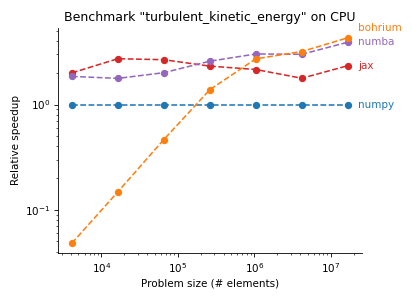 Benchmark "turbulent_kinetic_energy" on CPU
bohrium
numba
jax
numpy
Relative speedup
10⁰
10⁻¹
10⁴ 10⁵ 10⁶ 10⁷
Problem size (# elements)